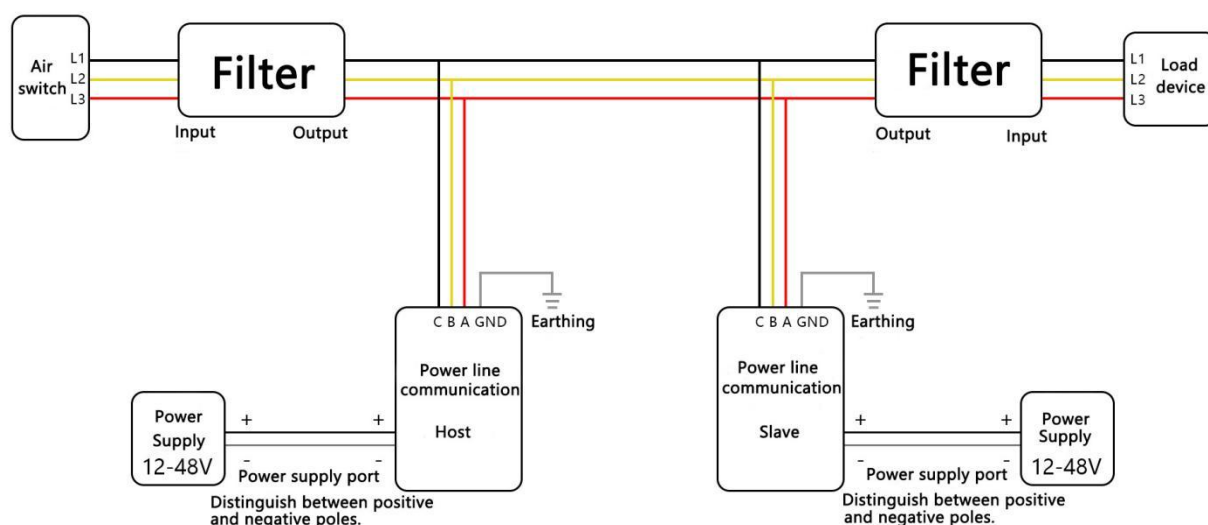 Air
switch
L1
L2
L3
Filter
Input
Output
Filter
Output
Input
L1
L2
L3
Load
device
C B A GND
Earthing
Power line
communication
Host
C B A GND
Earthing
Power line
communication
Slave
Power
Supply
12-48V
+
+
-
-
Power supply port
Distinguish between positive
and negative poles.
+
+
-
-
Power supply port
Distinguish between positive
and negative poles.
Power
Supply
12-48V